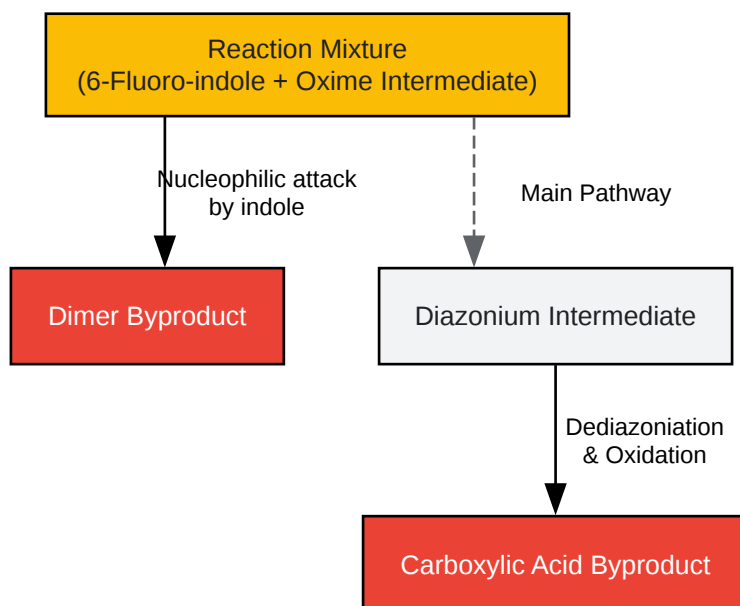 Reaction Mixture
(6-Fluoro-indole + Oxime Intermediate)
Nucleophilic attack
by indole
Main Pathway
Dimer Byproduct
Diazonium Intermediate
Dediazoniation
& Oxidation
Carboxylic Acid Byproduct